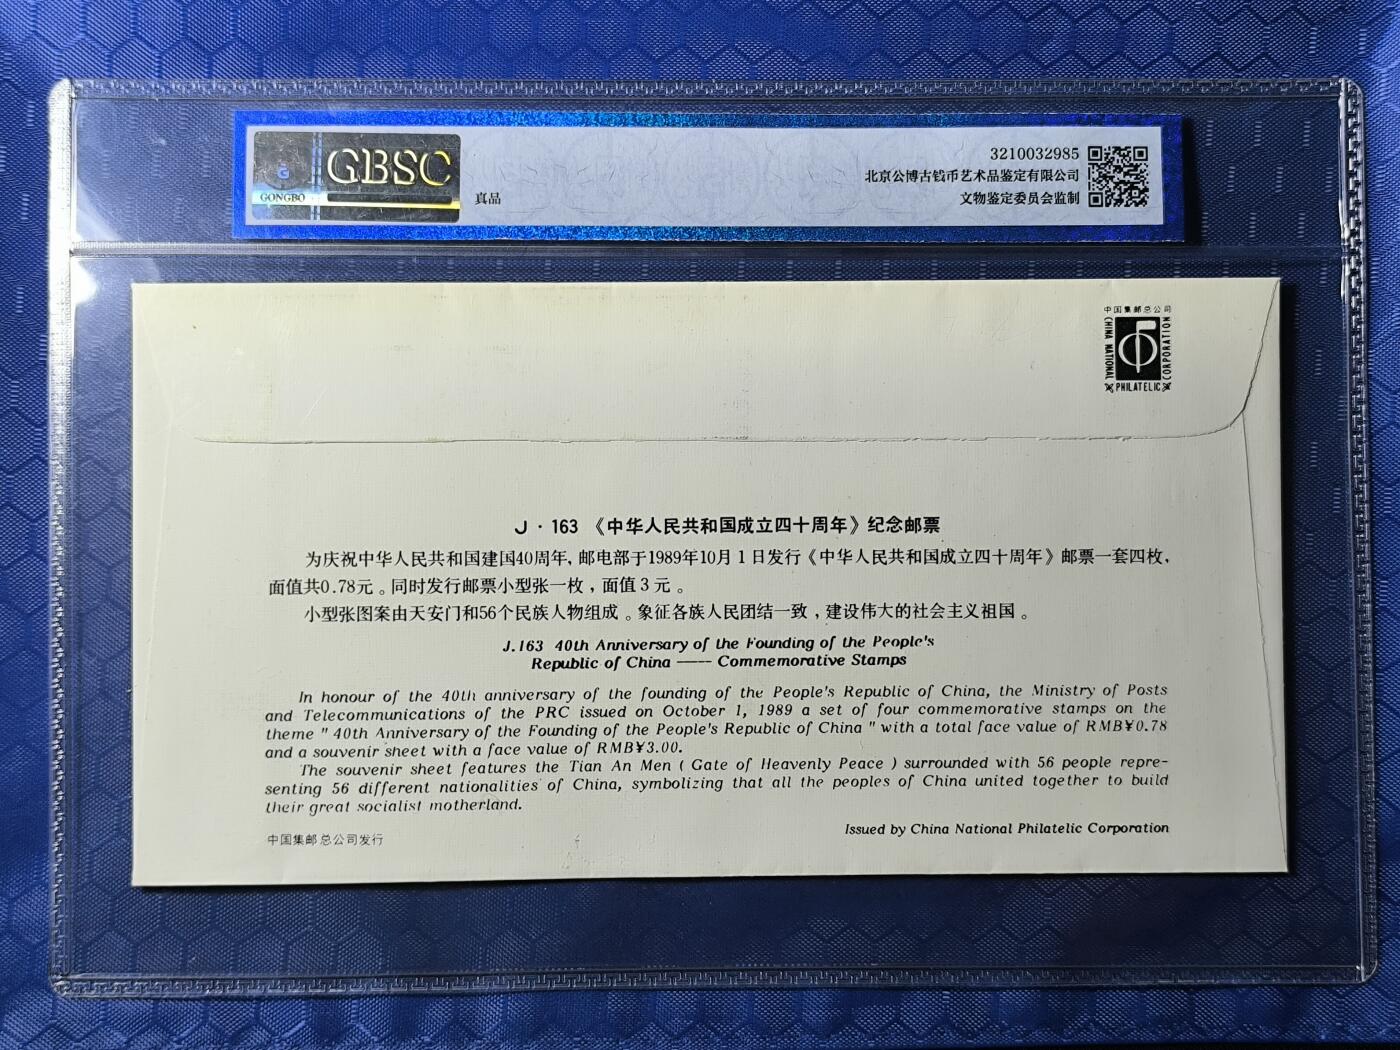 G
GONGBO
GBSC
真品
3210032985
北京公博古钱币艺术品鉴定有限公司
文物鉴定委员会监制
中国集邮总公司
CHINA NATIONAL
PHILATELIC
CORPORATION
J·163 《中华人民共和国成立四十周年》纪念邮票
为庆祝中华人民共和国建国40周年,邮电部于1989年10月1日发行《中华人民共和国成立四十周年》邮票一套四枚,
面值共0.78元。同时发行邮票小型张一枚,面值3元。
小型张图案由天安门和56个民族人物组成。象征各族人民团结一致,建设伟大的社会主义祖国。
J.163 40th Anniversary of the Founding of the People's
Republic of China —— Commemorative Stamps
In honour of the 40th anniversary of the founding of the People's Republic of China, the Ministry of Posts
and Telecommunications of the PRC issued on October 1, 1989 a set of four commemorative stamps on the
theme " 40th Anniversary of the Founding of the People's Republic of China " with a total face value of RMB¥0.78
and a souvenir sheet with a face value of RMB¥3.00.
The souvenir sheet features the Tian An Men ( Gate of Heavenly Peace ) surrounded with 56 people repre-
senting 56 different nationalities of China, symbolizing that all the peoples of China united together to build
their great socialist motherland.
中国集邮总公司发行
Issued by China National Philatelic Corporation